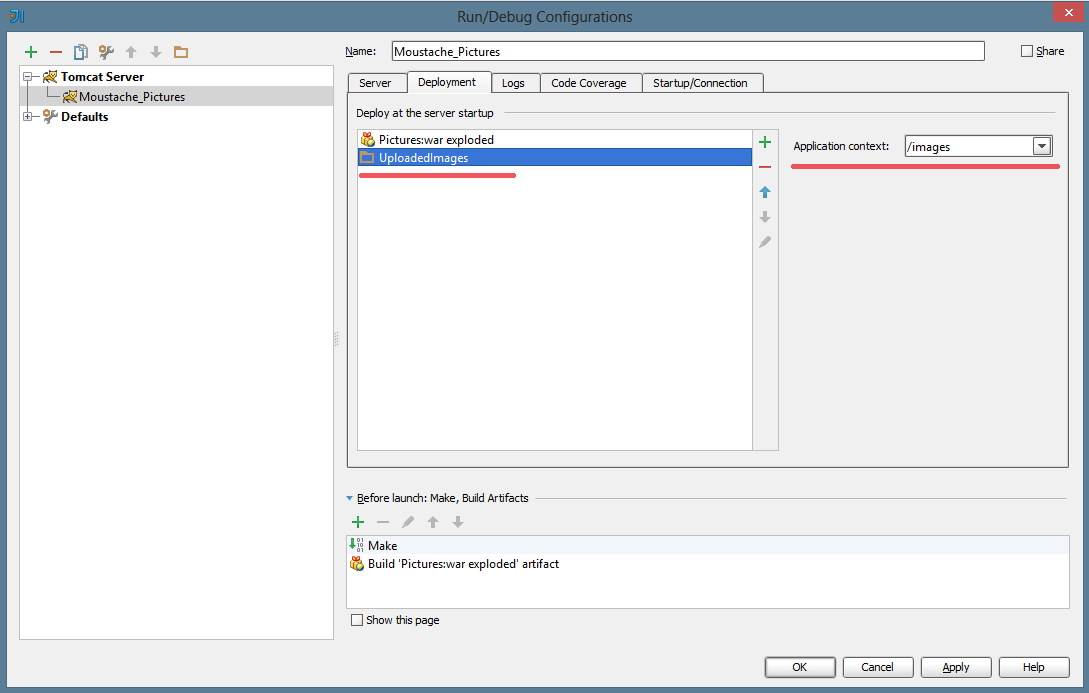 Run/Debug Configurations
Name: Moustache_Pictures Share
Tomcat Server
Moustache_Pictures
Defaults
Server Deployment Logs Code Coverage Startup/Connection
Deploy at the server startup
Pictures:war exploded
UploadedImages
Application context: /images
Before launch: Make, Build Artifacts
Make
Build 'Pictures:war exploded' artifact
Show this page
OK Cancel Apply Help